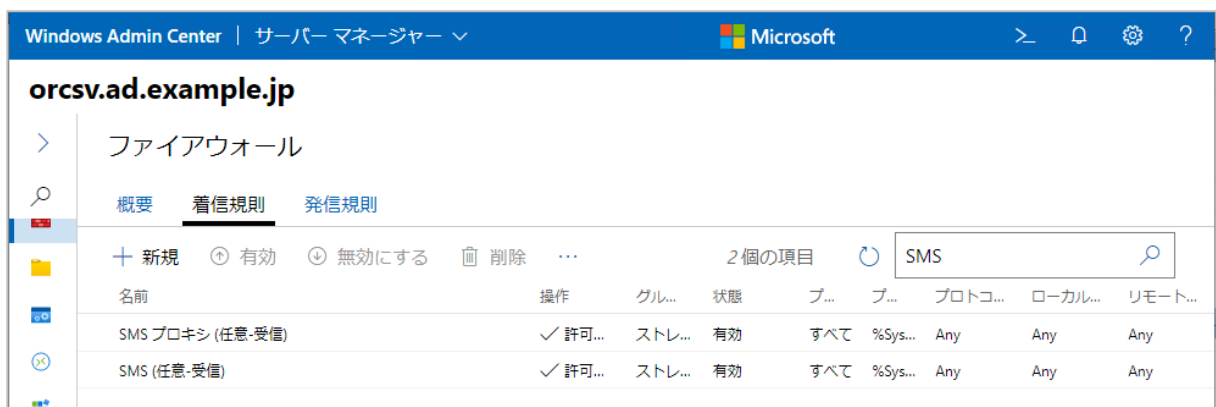 Windows Admin Center | サーバー マネージャー
Microsoft
orcsv.ad.example.jp
ファイアウォール
概要 着信規則 発信規則
新規 有効 無効にする 削除 ... 2個の項目 SMS
名前 操作 グル... 状態 プ... プ... プロトコ... ローカル... リモート...
SMS プロキシ (任意-受信) 許可... ストレ... 有効 すべて %Sys... Any Any Any
SMS (任意-受信) 許可... ストレ... 有効 すべて %Sys... Any Any Any